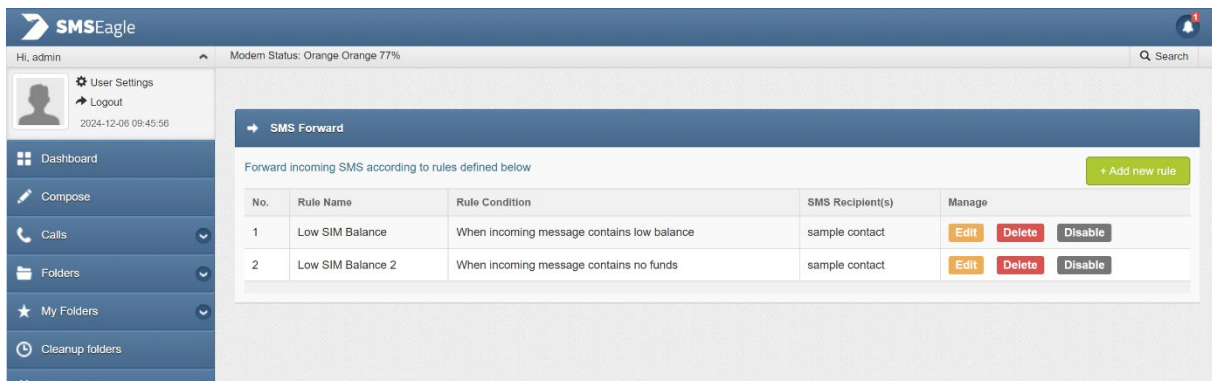 SMSEagle
1
Hi, admin
Modem Status: Orange Orange 77%
Search
User Settings
Logout
2024-12-06 09:45:56
SMS Forward
Dashboard
Forward incoming SMS according to rules defined below
+ Add new rule
Compose
No. Rule Name Rule Condition SMS Recipient(s) Manage
Calls
1 Low SIM Balance When incoming message contains low balance sample contact Edit Delete Disable
Folders
2 Low SIM Balance 2 When incoming message contains no funds sample contact Edit Delete Disable
My Folders
Cleanup folders